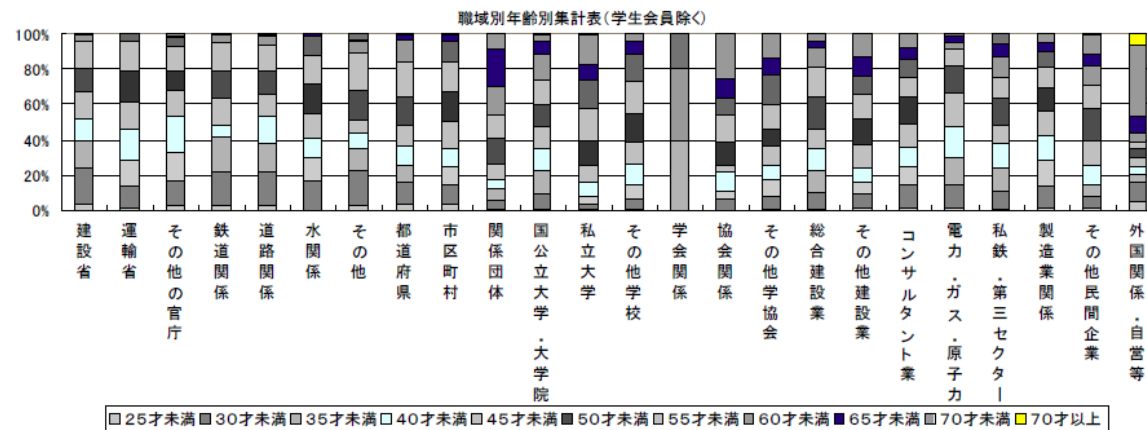 職域別年齢別集計表(学生会員除く)
100%
80%
60%
40%
20%
0%
建設省
運輸省
その他の官庁
鉄道関係
道路関係
水関係
その他
都道府県
市区町村
関係団体
国公立大学・大学院
私立大学
その他学校
学会関係
協会関係
その他学協会
総合建設業
その他建設業
コンサルタント業
電力・ガス・原子力
私鉄・第三セクター
製造業関係
その他民間企業
外国関係・自営等
25才未満 30才未満 35才未満 40才未満 45才未満 50才未満 55才未満 60才未満 65才未満 70才未満 70才以上